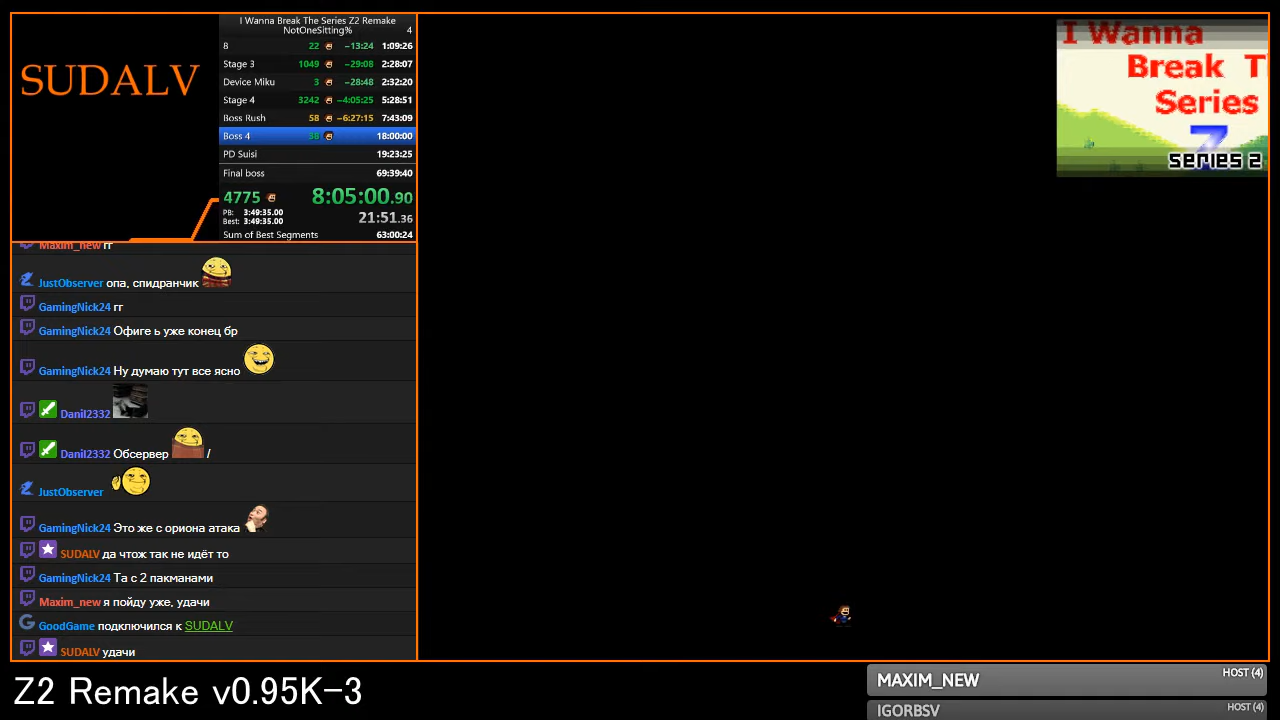 I Wanna Break The Series Z2 Remake
NotOneSitting% 4
8 22 −13:24 1:09:26
Stage 3 1049 −29:08 2:28:07
Device Miku 3 −28:48 2:32:20
Stage 4 3242 −4:05:25 5:28:51
Boss Rush 58 −6:27:15 7:43:09
Boss 4 38 18:00:00
PD Suisi 19:23:25
Final boss 69:39:40
4775 8:05:00.90
PB: 3:49:35.00
Best: 3:49:35.00
21:51.36
Sum of Best Segments 63:00:24
SUDALV
Maxim_new гг
JustObserver опа, спидранчик
GamingNick24 гг
GamingNick24 Офиге ь уже конец бр
GamingNick24 Ну думаю тут все ясно
Danil2332
Danil2332 Обсервер /
JustObserver
GamingNick24 Это же с ориона атака
SUDALV да чтож так не идёт то
GamingNick24 Та с 2 пакманами
Maxim_new я пойду уже, удачи
GoodGame подключился к SUDALV
SUDALV удачи
I Wanna
Break T
Series
Z
SERIES 2
Z2 Remake v0.95K-3
MAXIM_NEW HOST (4)
IGORBSV HOST (4)